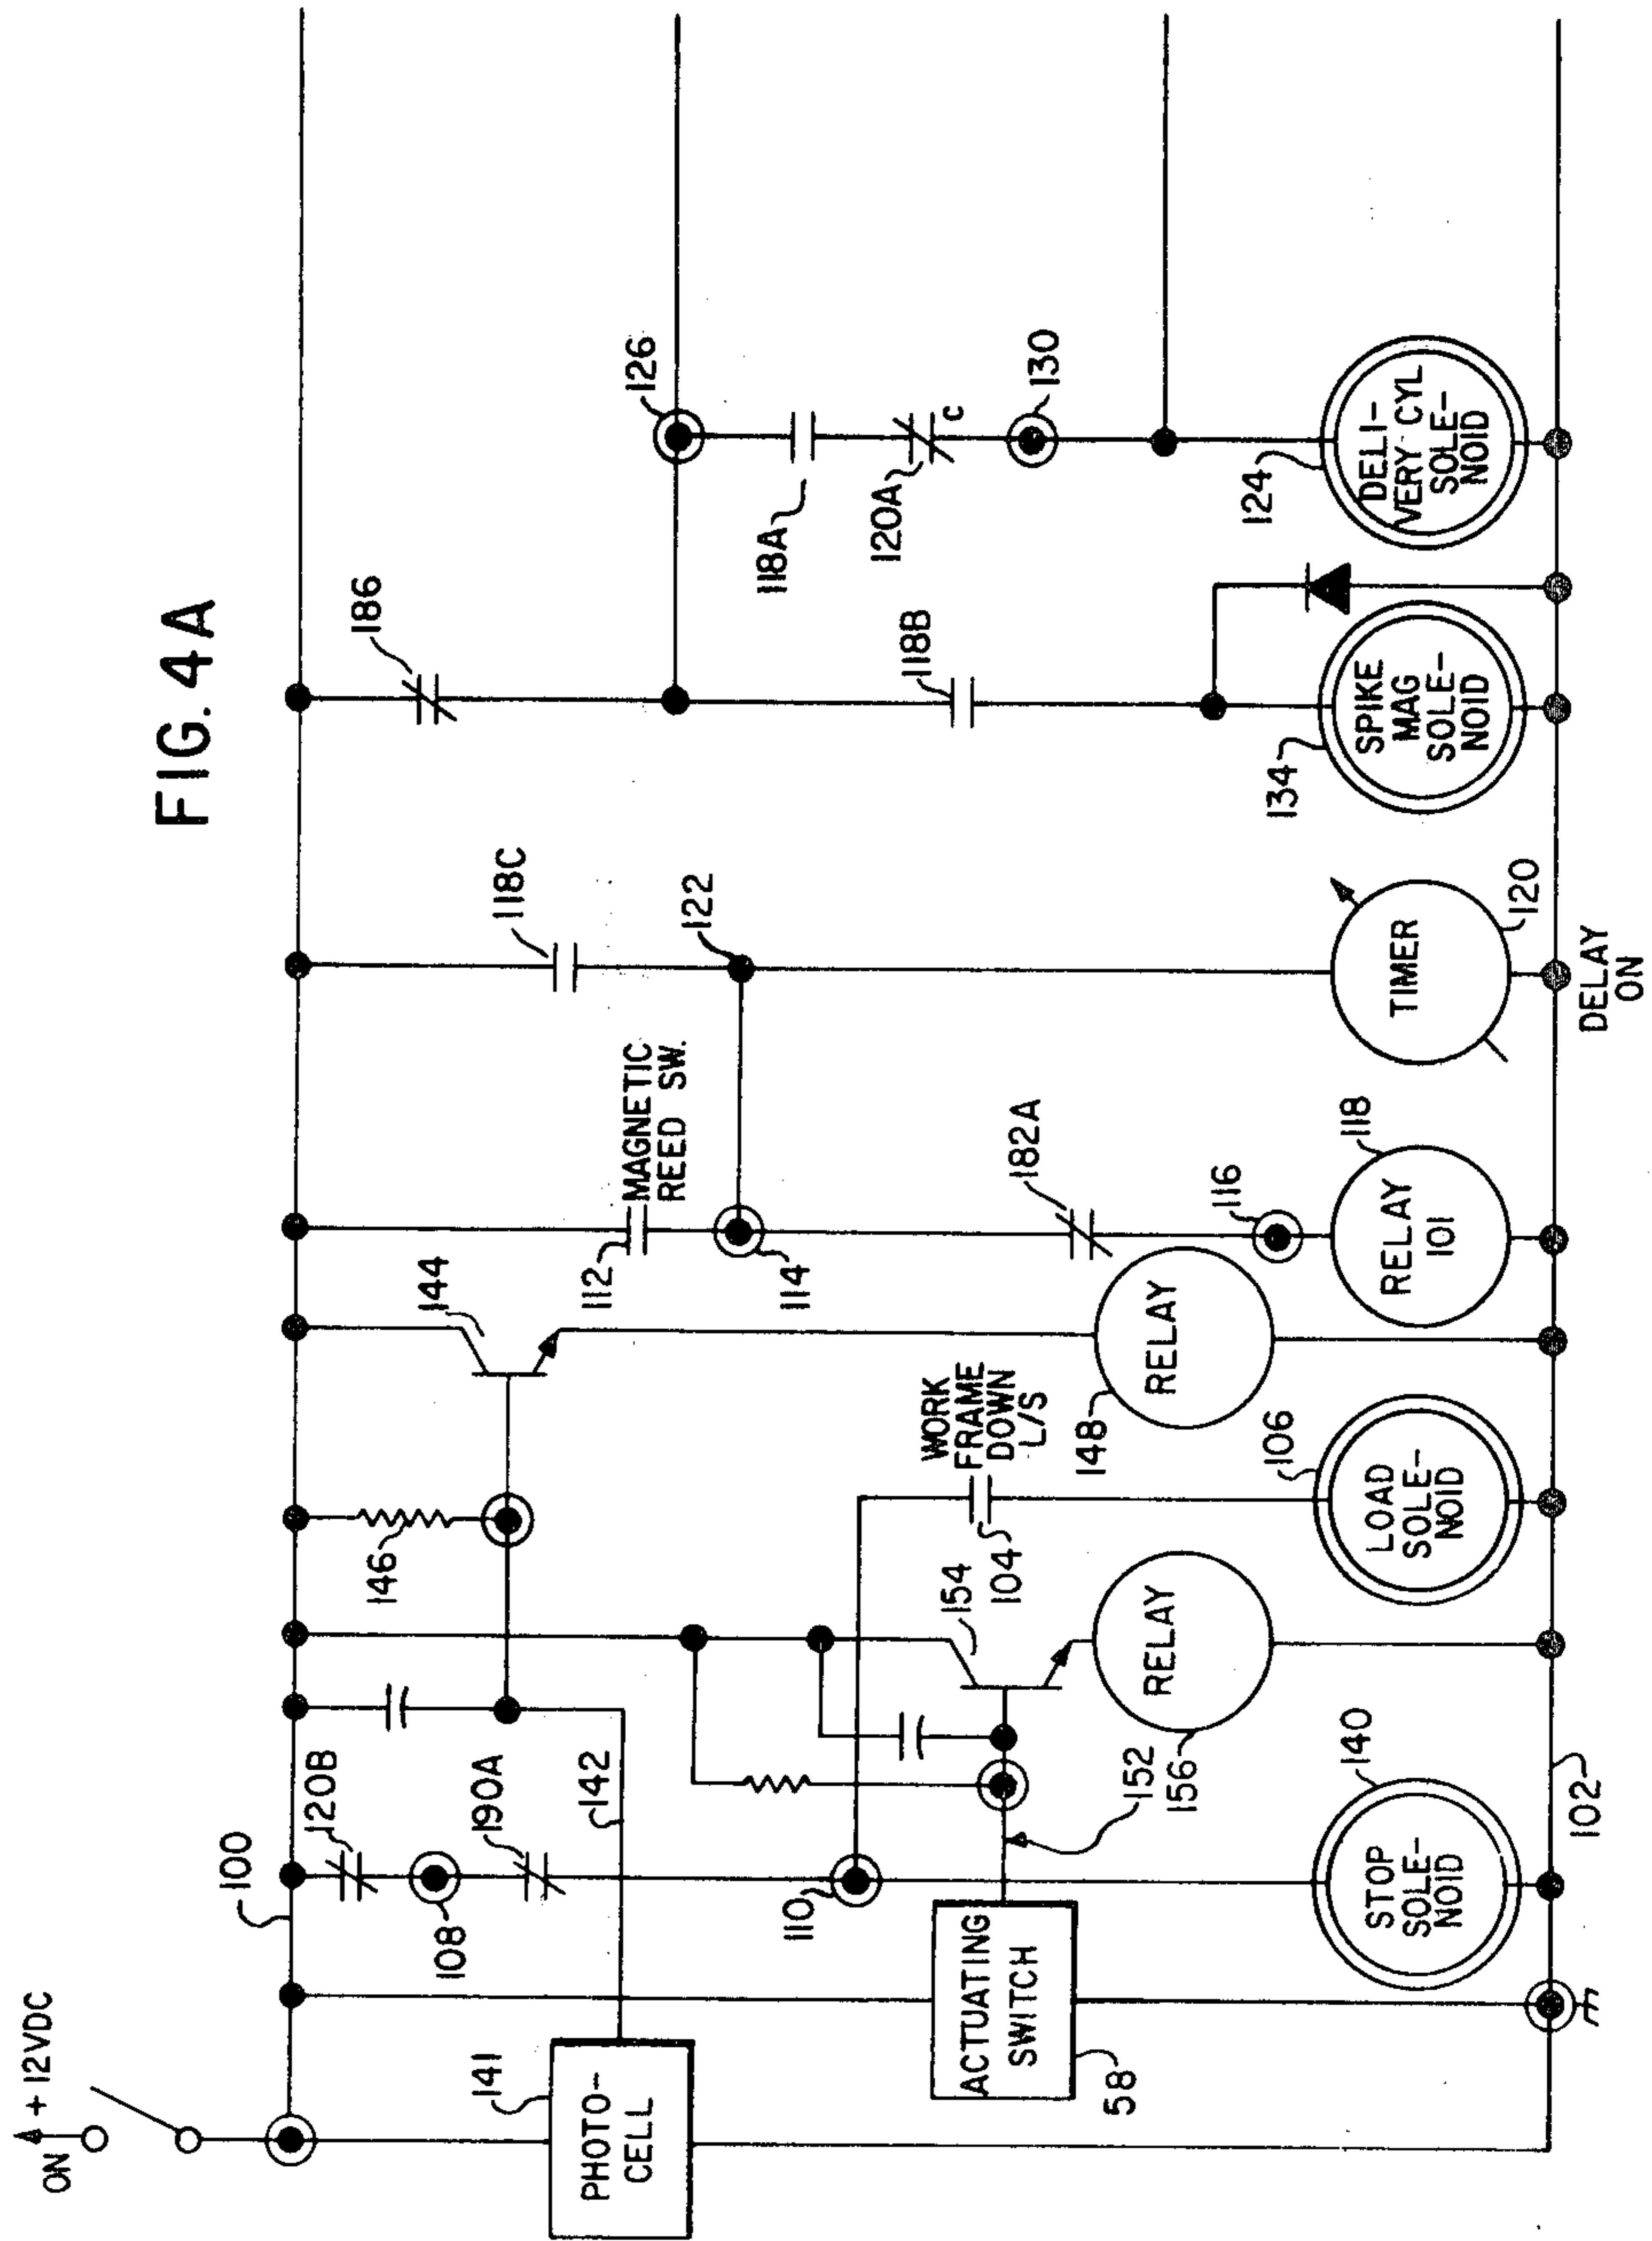 FIG. 4A
ON
+12VDC
100
120B
108
190A
141
PHOTO-
CELL
142
146
144
110
ACTUATING
SWITCH
58
152
154
156
RELAY
WORK
FRAME
DOWN
L/S
104
148
RELAY
112
MAGNETIC
REED SW.
114
182A
116
118C
122
186
118B
126
118A
120A
C
130
STOP
SOLE-
NOID
140
LOAD
SOLE-
NOID
106
RELAY
101
118
TIMER
120
DELAY
ON
SPIKE
MAG
SOLE-
NOID
134
DELI-
VERY CYL
SOLE-
NOID
124
102